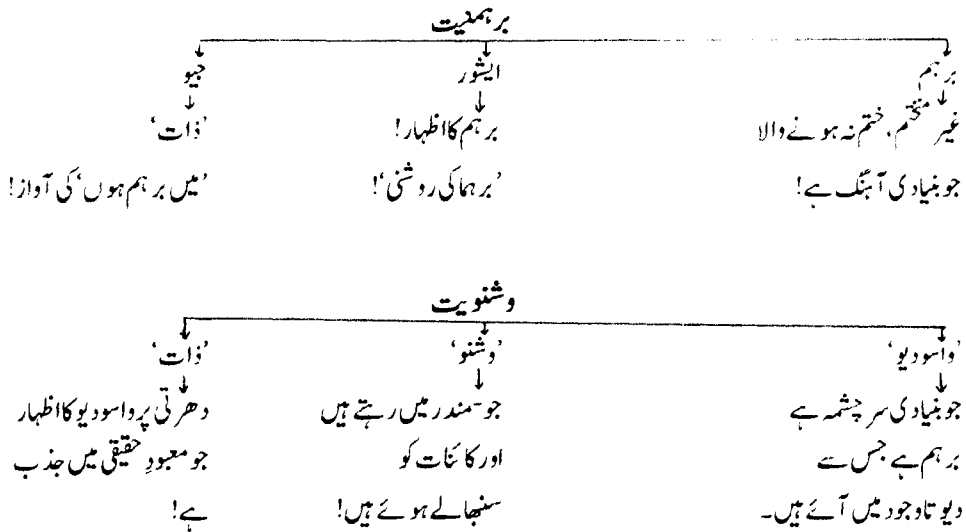 برہمنیت
برہم ایشور جیو
غیر مختتم، ختم نہ ہونے والا برہم کا اظہار! 'ذات'
جو بنیادی آہنگ ہے! 'برہما کی روشنی'! 'میں برہم ہوں' کی آواز!
وشنویت
'واسودیو' 'وشنو' 'ذات'
جو بنیادی سرچشمہ ہے جو سمندر میں رہتے ہیں دھرتی پر واسودیو کا اظہار
برہم ہے جس سے اور کائنات کو جو معبودِ حقیقی میں جذب
دیوتا وجود میں آئے ہیں۔ سنبھالے ہوئے ہیں! ہے!